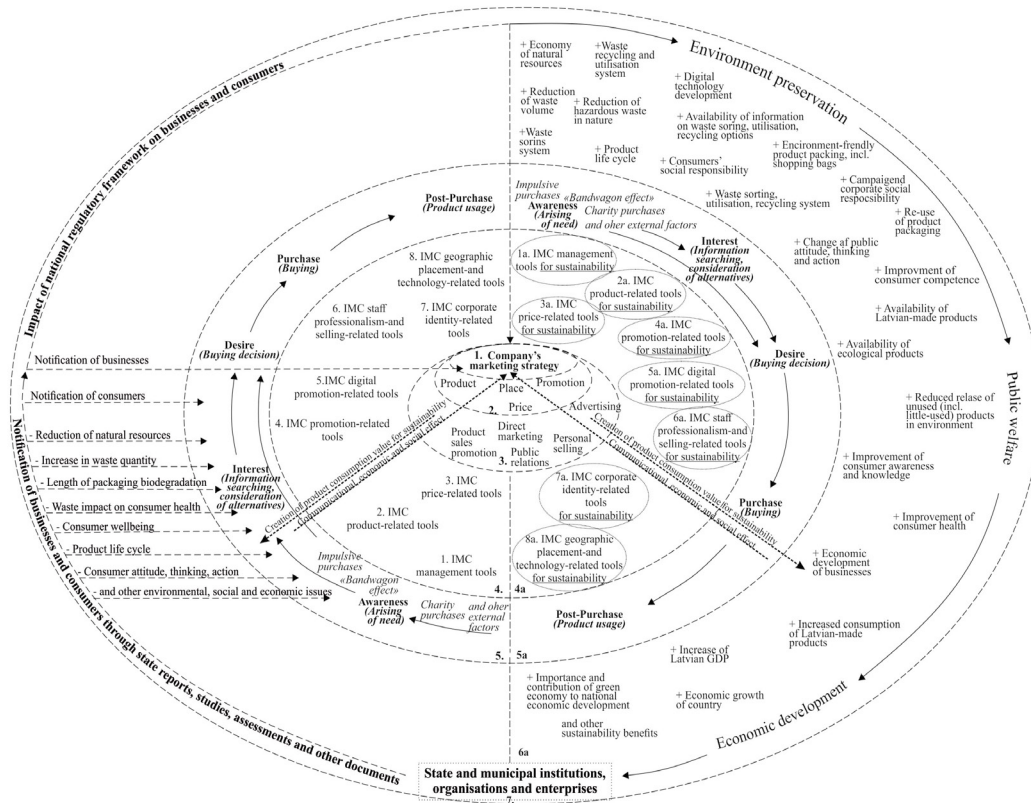 Impact of national regulatory framework on businesses and consumers
Notification of businesses and consumers through state reports, studies, assessments and other documents
Environment preservation
Public welfare
Economic development
+ Economy
of natural
resources
+Waste
recycling and
utilisation
system
+ Digital
technology
development
+ Reduction
of waste
volume
+ Reduction of
hazardous waste
in nature
+ Availability of information
on waste soring, utilisation,
recycling options
+Waste
sorins
system
+ Product
life cycle
+ Consumers’
social responsibility
+ Environment-frendly
product packing, incl.
shopping bags
+ Campaigend
corporate social
resposcibility
+ Waste sorting,
utilisation, recycling system
+ Re-use
of product
packaging
+ Change af public
attitude, thinking
and action
+ Improvment of
consumer competence
+ Availability of
Latvian-made products
+ Availability of
ecological products
+ Reduced relase of
unused (incl.
little-used) products
in environment
+ Improvement of
consumer awareness
and knowledge
+ Improvement of
consumer health
+ Economic
development
of businesses
+ Increased consumption
of Latvian-made
products
+ Increase of
Latvian GDP
+ Economic growth
of country
+ Importance and
contribution of green
economy to national
economic development
and other
sustainability benefits
Post-Purchase
(Product usage)
Purchase
(Buying)
Desire
(Buying decision)
Interest
(Information
searching,
consideration
of alternatives)
Impulsive
purchases
«Bandwagon
effect»
Awareness
(Arising
of need)
Charity
purchases
and oher
external
factors
Impulsive
purchases
«Bandwagon effect»
Awareness
(Arising
of need)
Charity purchases
and oher external factors
Interest
(Information
searching,
consideration
of alternatives)
Desire
(Buying decision)
Purchase
(Buying)
Post-Purchase
(Product usage)
8. IMC geographic
placement-and
technology-related tools
6. IMC staff
professionalism-and
selling-related tools
7. IMC corporate
identity-related
tools
5.IMC digital
promotion-related
tools
4. IMC promotion-related
tools
3. IMC
price-related tools
2. IMC
product-related tools
1. IMC
management tools
1a. IMC management
tools for sustainability
2a. IMC
product-related tools
for sustainability
3a. IMC
price-related tools
for sustainability
4a. IMC
promotion-related tools
for sustainability
5a. IMC digital
promotion-related tools
for sustainability
6a. IMC staff
professionalism-and
selling-related tools
for sustainability
7a. IMC corporate
identity-related
tools
for sustainability
8a. IMC geographic
placement-and
technology-related tools
for sustainability
1. Company’s
marketing strategy
Product
Place
Promotion
Price
2.
Advertising
Direct
marketing
Product
sales
promotion
Public
relations
Personal
selling
3.
Creation of product consumption value for sustainability
Communicational, economic and social effect
Creation of product consumption value for sustainability
Communicational, economic and social effect
Notification of businesses
Notification of consumers
- Reduction of natural resources
- Increase in waste quantity
- Length of packaging biodegradation
- Waste impact on consumer health
- Consumer wellbeing
- Product life cycle
- Consumer attitude, thinking, action
- and other environmental, social and economic issues
4.
4a
5.
5a
6a
State and municipal institutions,
organisations and enterprises
7.